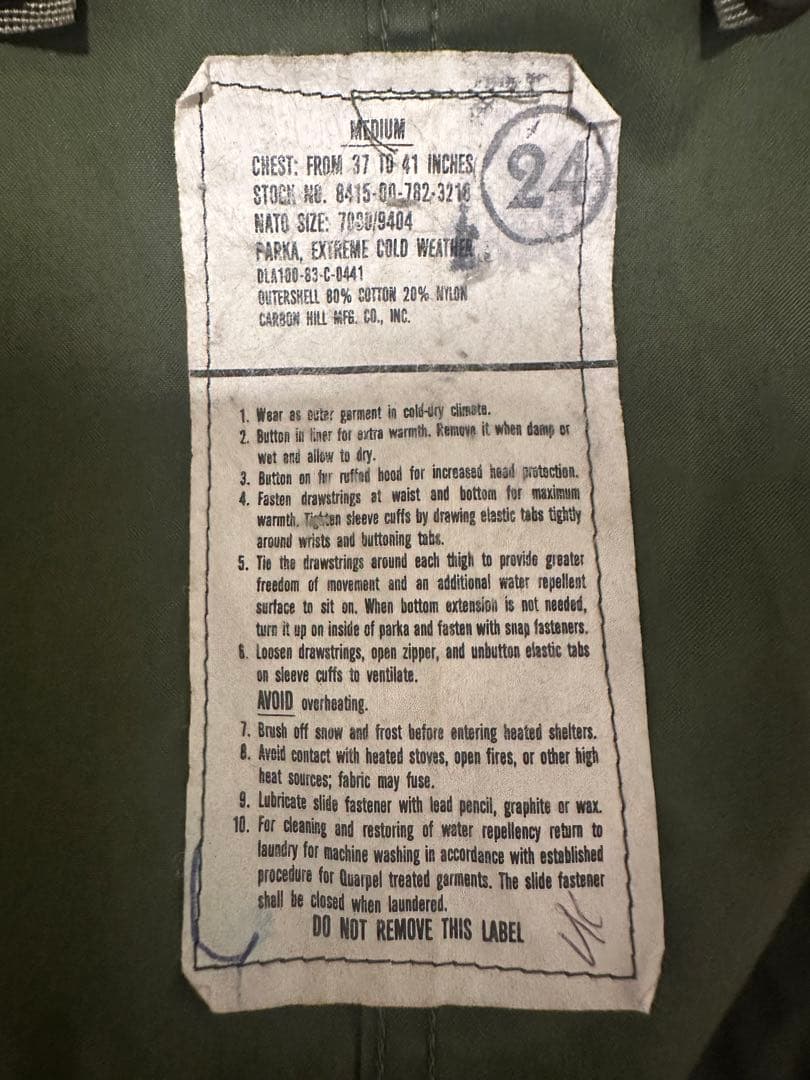 MEDIUM
24
CHEST: FROM 37 TO 41 INCHES
STOCK NO. 8415-00-782-3218
NATO SIZE: 7080/9404
PARKA, EXTREME COLD WEATHER
DLA100-83-C-0441
OUTERSHELL 80% COTTON 20% NYLON
CARBON HILL MFG. CO., INC.
1. Wear as outer garment in cold-dry climate.
2. Button in liner for extra warmth. Remove it when damp or
wet and allow to dry.
3. Button on fur ruffed hood for increased head protection.
4. Fasten drawstrings at waist and bottom for maximum
warmth. Tighten sleeve cuffs by drawing elastic tabs tightly
around wrists and buttoning tabs.
5. Tie the drawstrings around each thigh to provide greater
freedom of movement and an additional water repellent
surface to sit on. When bottom extension is not needed,
turn it up on inside of parka and fasten with snap fasteners.
6. Loosen drawstrings, open zipper, and unbutton elastic tabs
on sleeve cuffs to ventilate.
AVOID overheating.
7. Brush off snow and frost before entering heated shelters.
8. Avoid contact with heated stoves, open fires, or other high
heat sources; fabric may fuse.
9. Lubricate slide fastener with lead pencil, graphite or wax.
10. For cleaning and restoring of water repellency return to
laundry for machine washing in accordance with established
procedure for Quarpel treated garments. The slide fastener
shall be closed when laundered.
DO NOT REMOVE THIS LABEL